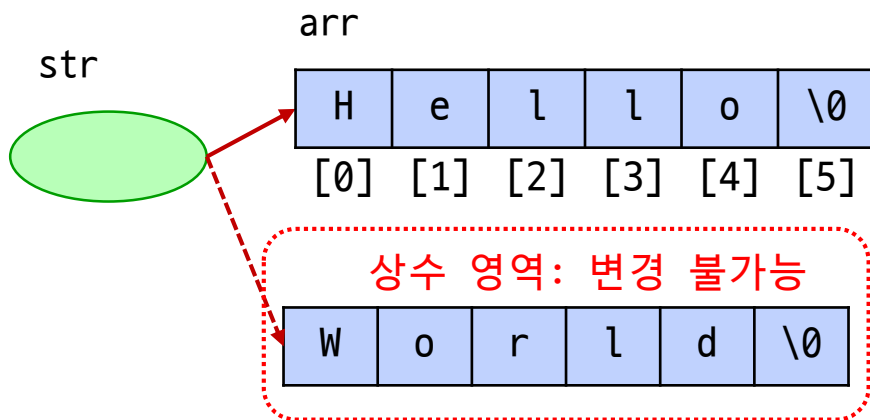 arr
str
H e l l o \0
[0] [1] [2] [3] [4] [5]
상수 영역: 변경 불가능
W o r l d \0